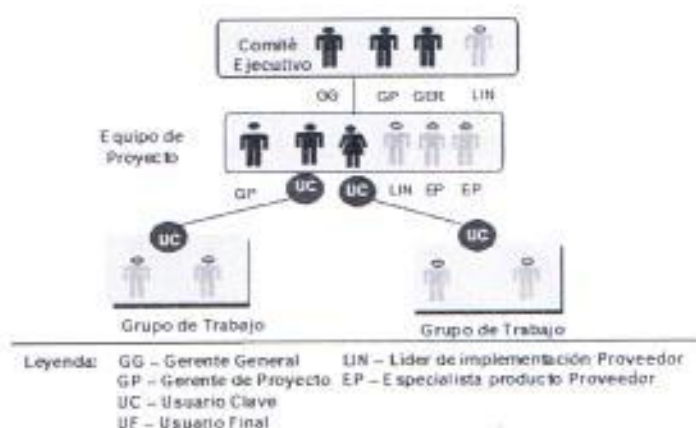 Comité
Ejecutivo
GG GP GER LIN
Equipo de
Proyecto
GP UC UC LIN EP EP
UC UC
Grupo de Trabajo Grupo de Trabajo
Leyenda: GG – Gerente General LIN – Lider de implementación Proveedor
GP – Gerente de Proyecto EP – Especialista producto Proveedor
UC – Usuario Clave
UF – Usuario Final